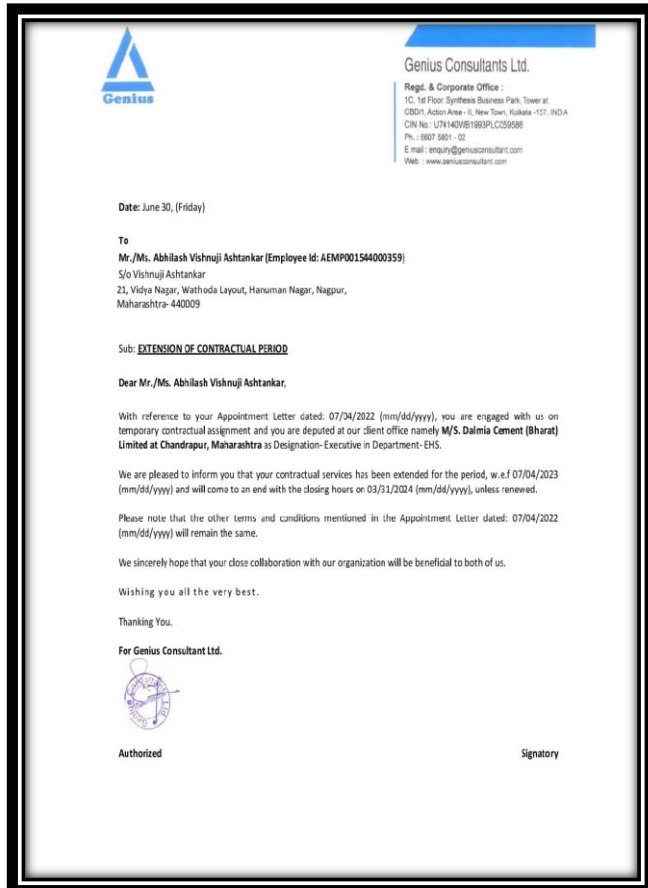 Genius
Genius Consultants Ltd.
Regd. & Corporate Office :
1C, 1st Floor Synthesis Business Park, Tower at
CBD/1, Action Area - II, New Town, Kolkata -157, INDIA
CIN No.: U74140WB1993PLC059586
Ph. : 6607 5801 - 02
E mail : enquiry@geniusconsultant.com
Web. : www.geniusconsultant.com
Date: June 30, (Friday)
To
Mr./Ms. Abhilash Vishnuji Ashtankar (Employee Id: AEMP001544000359)
S/o Vishnuji Ashtankar
21, Vidya Nagar, Wathoda Layout, Hanuman Nagar, Nagpur,
Maharashtra- 440009
Sub: EXTENSION OF CONTRACTUAL PERIOD
Dear Mr./Ms. Abhilash Vishnuji Ashtankar,
With reference to your Appointment Letter dated: 07/04/2022 (mm/dd/yyyy), you are engaged with us on
temporary contractual assignment and you are deputed at our client office namely M/S. Dalmia Cement (Bharat)
Limited at Chandrapur, Maharashtra as Designation- Executive in Department- EHS.
We are pleased to inform you that your contractual services has been extended for the period, w.e.f 07/04/2023
(mm/dd/yyyy) and will come to an end with the closing hours on 03/31/2024 (mm/dd/yyyy), unless renewed.
Please note that the other terms and conditions mentioned in the Appointment Letter dated: 07/04/2022
(mm/dd/yyyy) will remain the same.
We sincerely hope that your close collaboration with our organization will be beneficial to both of us.
Wishing you all the very best.
Thanking You.
For Genius Consultant Ltd.
Authorized Signatory